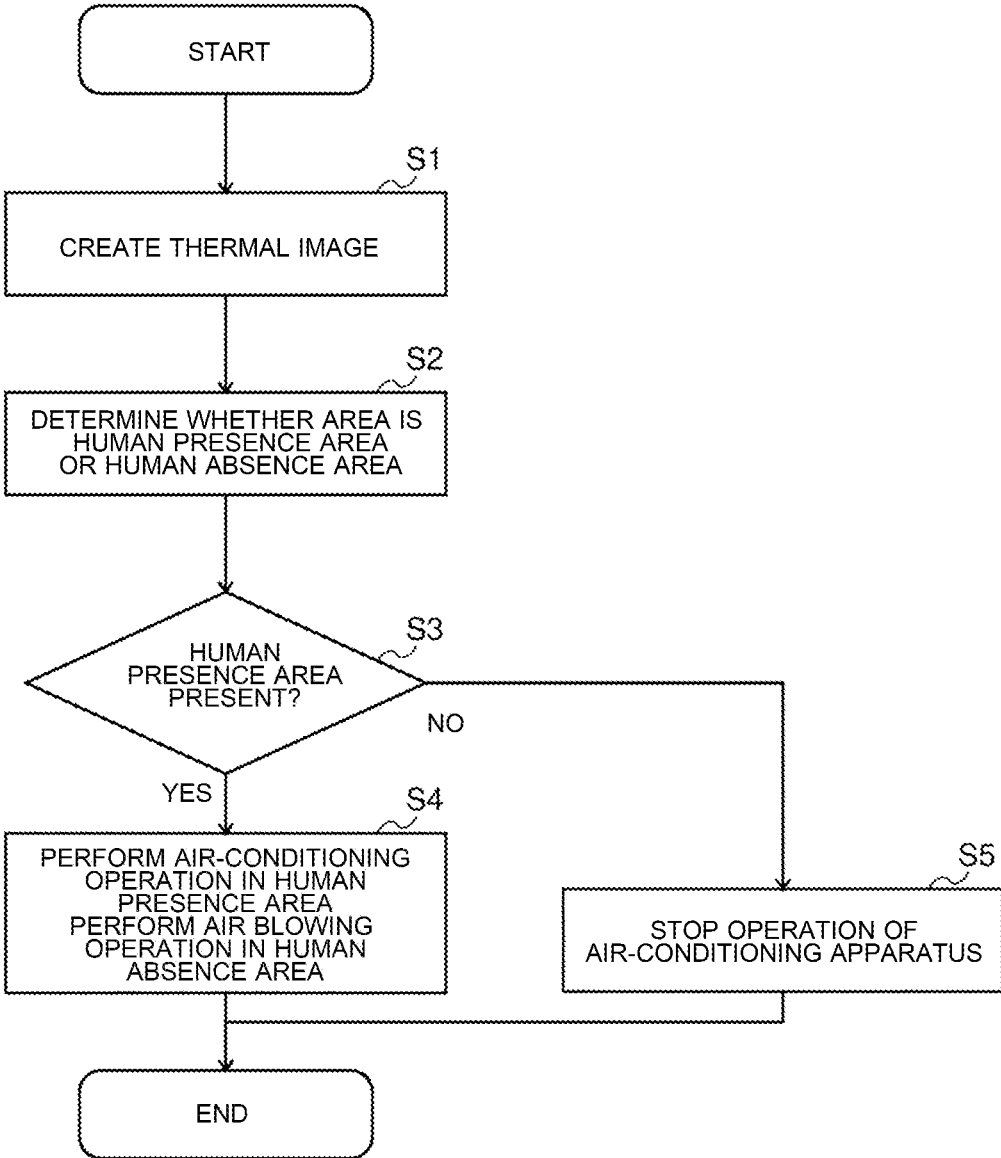 START
S1
CREATE THERMAL IMAGE
S2
DETERMINE WHETHER AREA IS
HUMAN PRESENCE AREA
OR HUMAN ABSENCE AREA
S3
HUMAN
PRESENCE AREA
PRESENT?
NO
YES
S4
PERFORM AIR-CONDITIONING
OPERATION IN HUMAN
PRESENCE AREA
PERFORM AIR BLOWING
OPERATION IN HUMAN
ABSENCE AREA
S5
STOP OPERATION OF
AIR-CONDITIONING APPARATUS
END